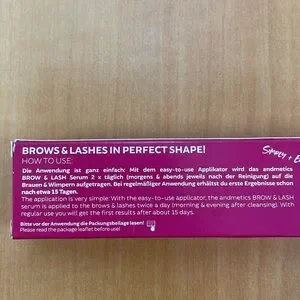 Simply + E
BROWS & LASHES IN PERFECT SHAPE!
HOW TO USE:
Die Anwendung ist ganz einfach: Mit dem easy-to-use Applikator wird das andmetics
BROW & LASH Serum 2 x täglich (morgens & abends jeweils nach der Reinigung) auf die
Brauen & Wimpern aufgetragen. Bei regelmäßiger Anwendung erhältst du erste Ergebnisse schon
nach etwa 15 Tagen.
The application is very simple: With the easy-to-use applicator, the andmetics BROW & LASH
serum is applied to the brows & lashes twice a day (morning & evening after cleansing). With
regular use you will get the first results after about 15 days.
Bitte vor der Anwendung die Packungsbeilage lesen!
Please read the package leaflet before use!